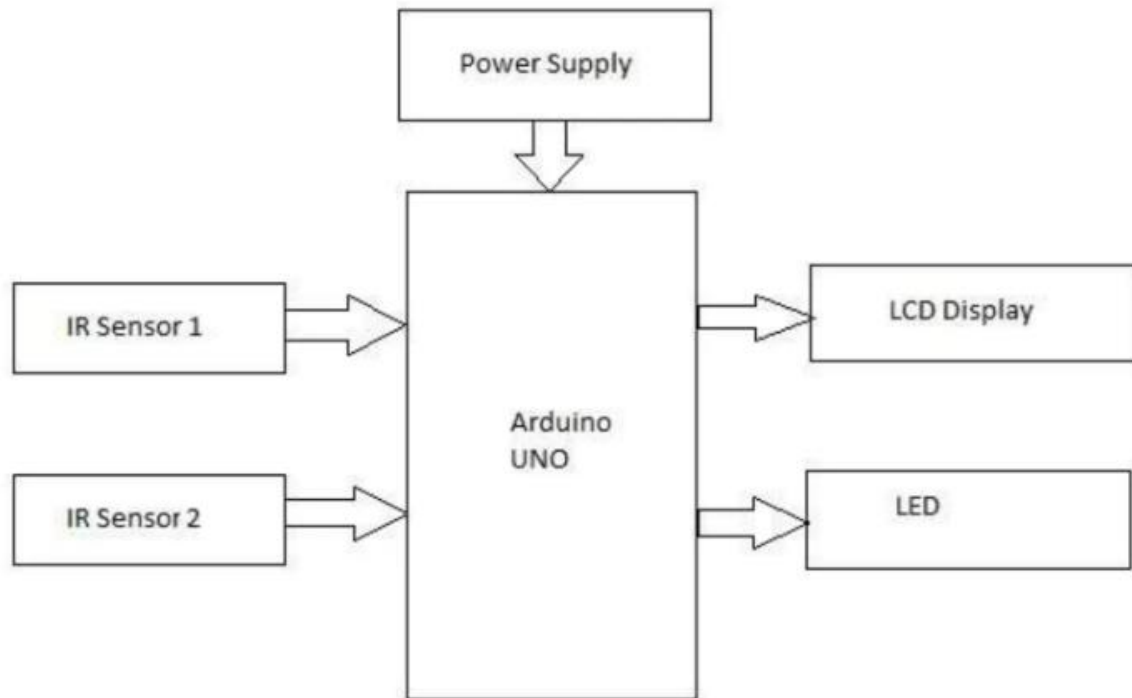 Power Supply
IR Sensor 1
LCD Display
Arduino
UNO
IR Sensor 2
LED